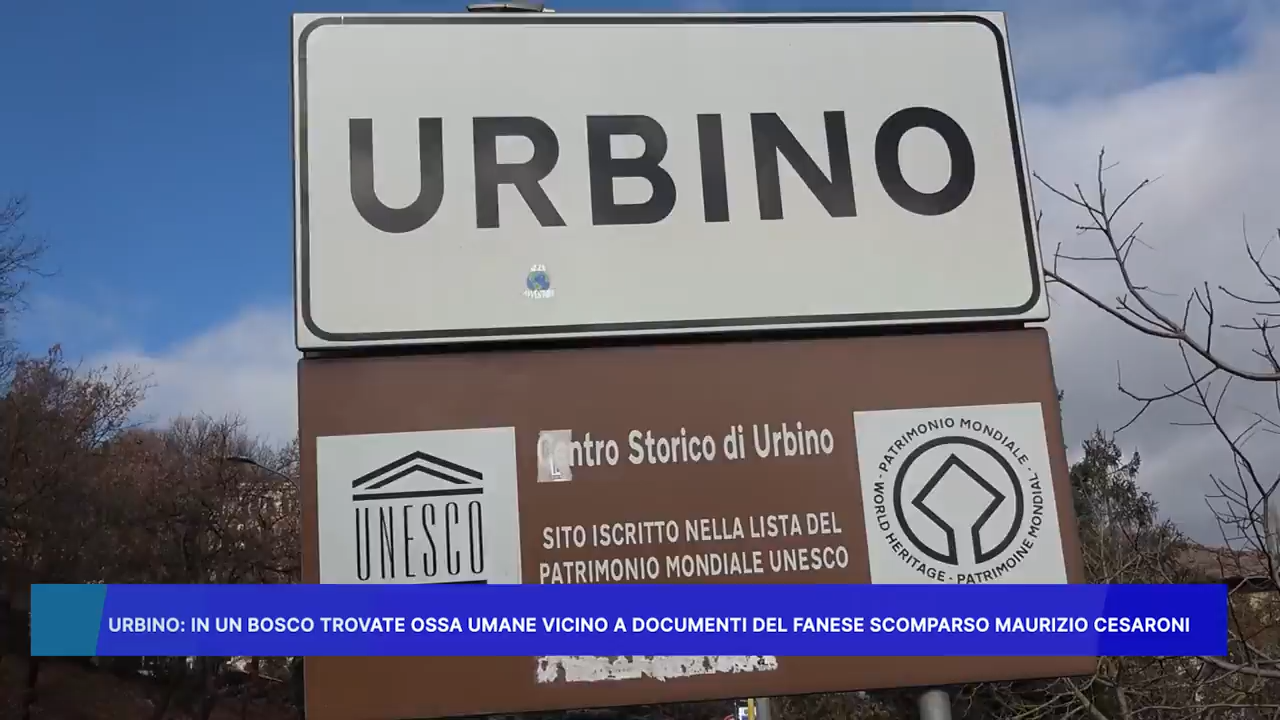 URBINO
Centro Storico di Urbino
UNESCO
SITO ISCRITTO NELLA LISTA DEL
PATRIMONIO MONDIALE UNESCO
· PATRIMONIO MONDIALE · WORLD HERITAGE · PATRIMOINE MONDIAL
URBINO: IN UN BOSCO TROVATE OSSA UMANE VICINO A DOCUMENTI DEL FANESE SCOMPARSO MAURIZIO CESARONI